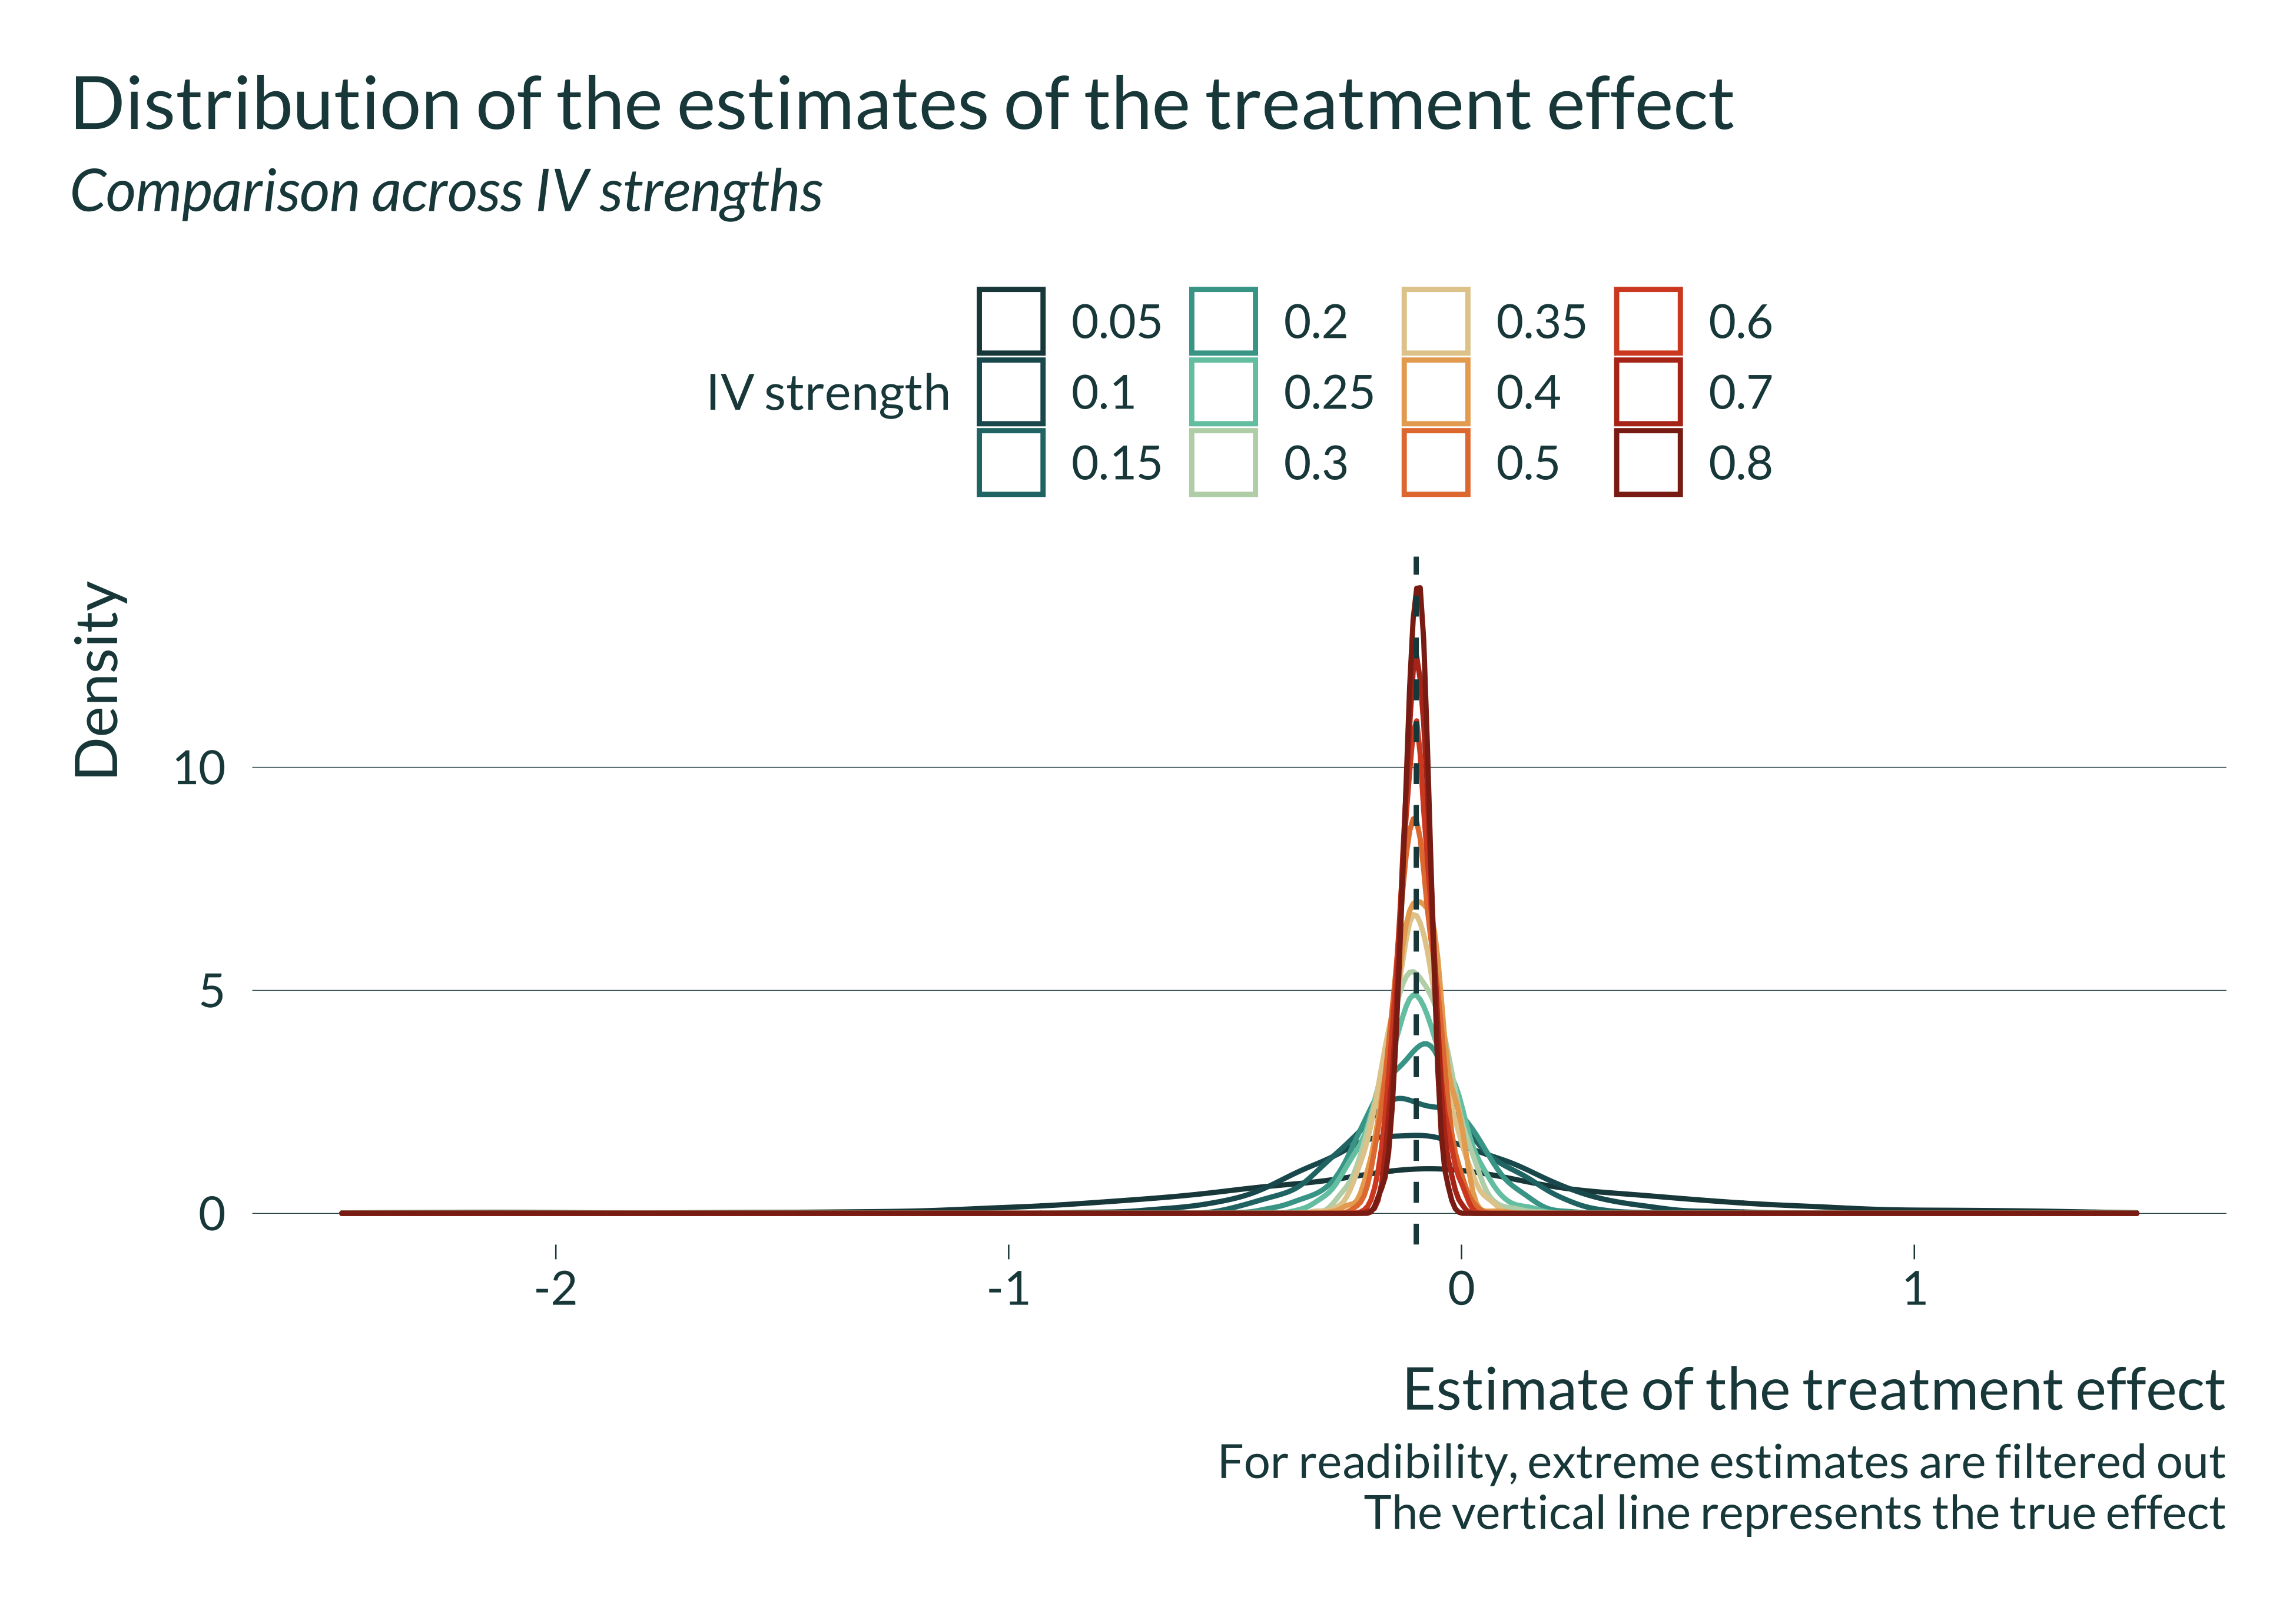 Distribution of the estimates of the treatment effect
Comparison across IV strengths
IV strength
0.05
0.1
0.15
0.2
0.25
0.3
0.35
0.4
0.5
0.6
0.7
0.8
Density
10
5
0
-2
-1
0
1
Estimate of the treatment effect
For readibility, extreme estimates are filtered out
The vertical line represents the true effect